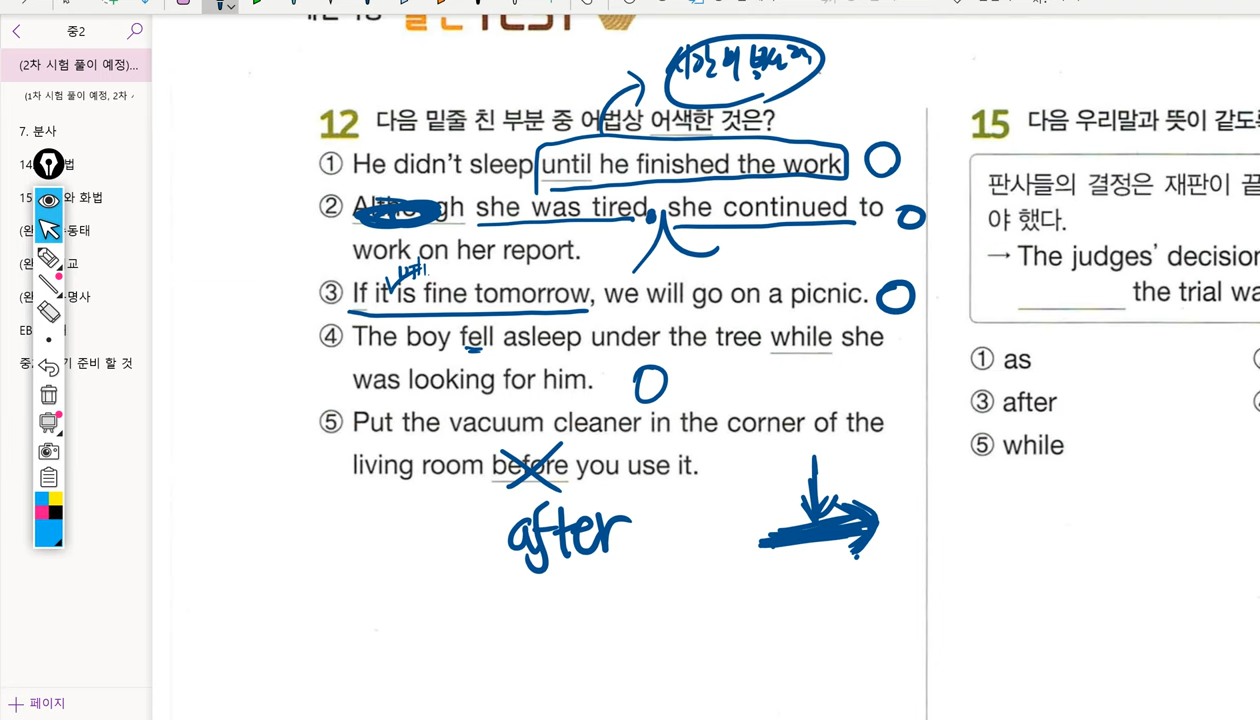 중2
(2차 시험 풀이 예정)...
(1차 시험 풀이 예정, 2차
7. 분사
14 법
15 와 화법
(완 동태
(완 교
(완 명사
EB
중2 기 준비 할 것
페이지
TEST
시간의 부사절
12 다음 밑줄 친 부분 중 어법상 어색한 것은?
① He didn't sleep until he finished the work
② Although she was tired, she continued to
work on her report.
③ If it is fine tomorrow, we will go on a picnic.
④ The boy fell asleep under the tree while she
was looking for him.
⑤ Put the vacuum cleaner in the corner of the
living room before you use it.
after
15 다음 우리말과 뜻이 같도록
판사들의 결정은 재판이 끝
야 했다.
→ The judges' decision
______ the trial wa
① as
③ after
⑤ while